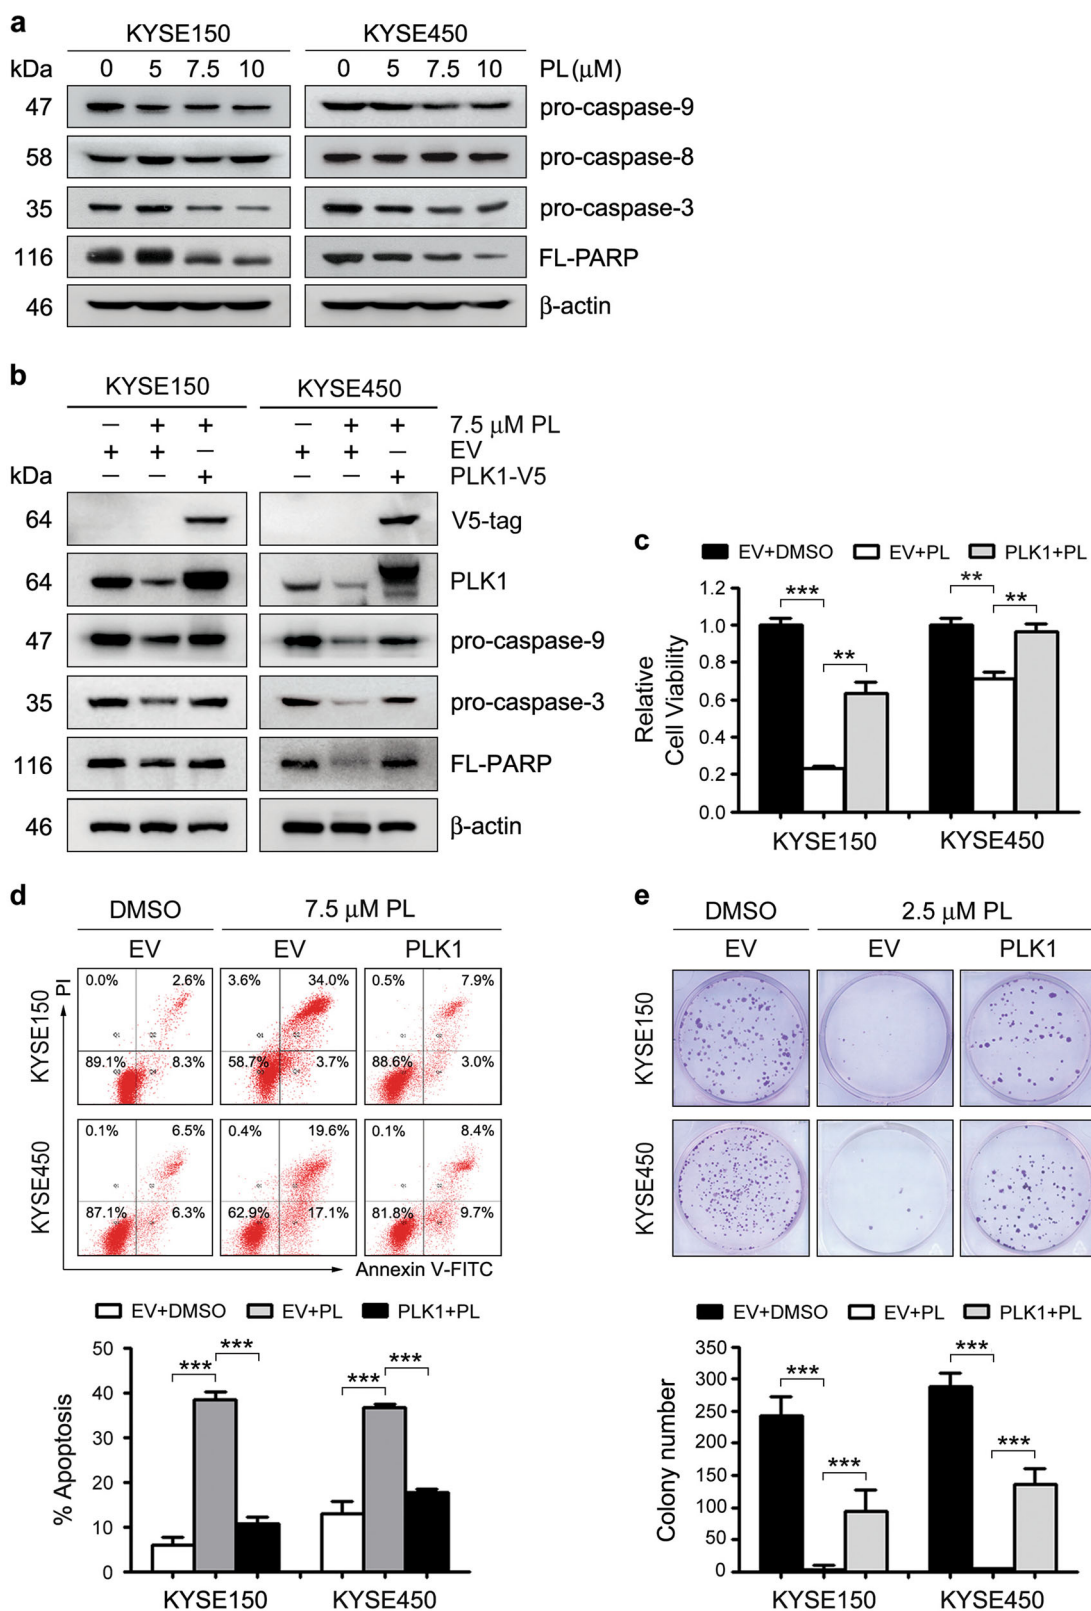 a
KYSE150 KYSE450
kDa 0 5 7.5 10 0 5 7.5 10 PL (μM)
47 pro-caspase-9
58 pro-caspase-8
35 pro-caspase-3
116 FL-PARP
46 β-actin
b
KYSE150 KYSE450
− + + − + + 7.5 μM PL
+ + − + + − EV
kDa − − + − − + PLK1-V5
64 V5-tag
64 PLK1
47 pro-caspase-9
35 pro-caspase-3
116 FL-PARP
46 β-actin
c
EV+DMSO EV+PL PLK1+PL
Relative
Cell Viability
1.2
1.0
0.8
0.6
0.4
0.2
0.0
*** ** ** **
KYSE150 KYSE450
d
DMSO 7.5 μM PL
EV EV PLK1
PI
KYSE150
0.0% 2.6% 3.6% 34.0% 0.5% 7.9%
89.1% 8.3% 58.7% 3.7% 88.6% 3.0%
KYSE450
0.1% 6.5% 0.4% 19.6% 0.1% 8.4%
87.1% 6.3% 62.9% 17.1% 81.8% 9.7%
Annexin V-FITC
EV+DMSO EV+PL PLK1+PL
% Apoptosis
50
40
30
20
10
0
*** *** *** ***
KYSE150 KYSE450
e
DMSO 2.5 μM PL
EV EV PLK1
KYSE150
KYSE450
EV+DMSO EV+PL PLK1+PL
Colony number
350
300
250
200
150
100
50
0
*** *** *** ***
KYSE150 KYSE450